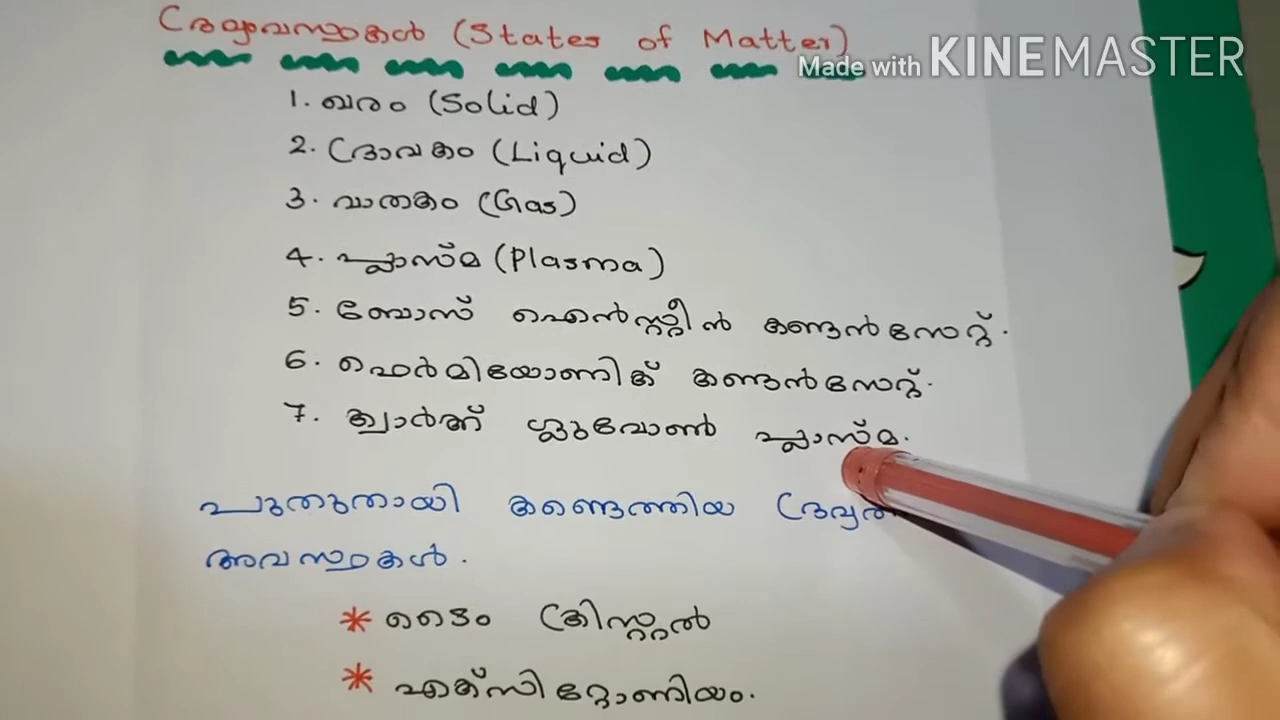 ദ്രവ്യാവസ്ഥകൾ (States of Matter)
Made with KINEMASTER
1. ഖരം (Solid)
2. ദ്രാവകം (Liquid)
3. വാതകം (Gas)
4. പ്ലാസ്മ (Plasma)
5. ബോസ് ഐൻസ്റ്റീൻ കണ്ടൻസേറ്റ്.
6. ഫെർമിയോണിക് കണ്ടൻസേറ്റ്.
7. ക്വാർക്ക് ഗ്ലുവോൺ പ്ലാസ്മ.
പുതുതായി കണ്ടെത്തിയ
അവസ്ഥകൾ.
* ടൈം ക്രിസ്റ്റൽ
* എക്സിറ്റോണിയം.